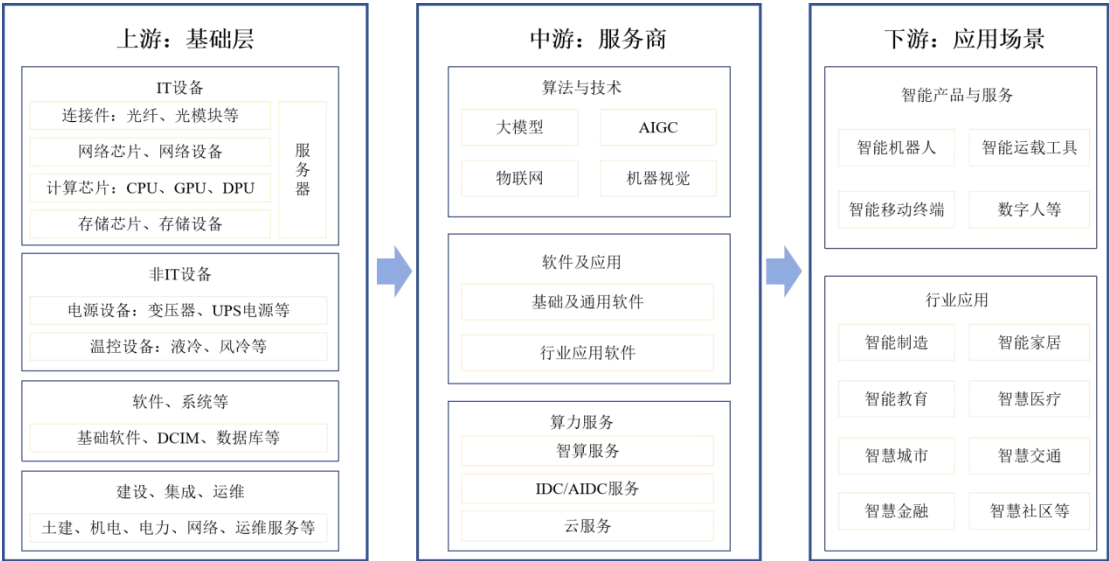 上游：基础层
IT设备
连接件：光纤、光模块等
网络芯片、网络设备
计算芯片：CPU、GPU、DPU
存储芯片、存储设备
服务器
非IT设备
电源设备：变压器、UPS电源等
温控设备：液冷、风冷等
软件、系统等
基础软件、DCIM、数据库等
建设、集成、运维
土建、机电、电力、网络、运维服务等
中游：服务商
算法与技术
大模型
AIGC
物联网
机器视觉
软件及应用
基础及通用软件
行业应用软件
算力服务
智算服务
IDC/AIDC服务
云服务
下游：应用场景
智能产品与服务
智能机器人
智能运载工具
智能移动终端
数字人等
行业应用
智能制造
智能家居
智能教育
智慧医疗
智慧城市
智慧交通
智慧金融
智慧社区等